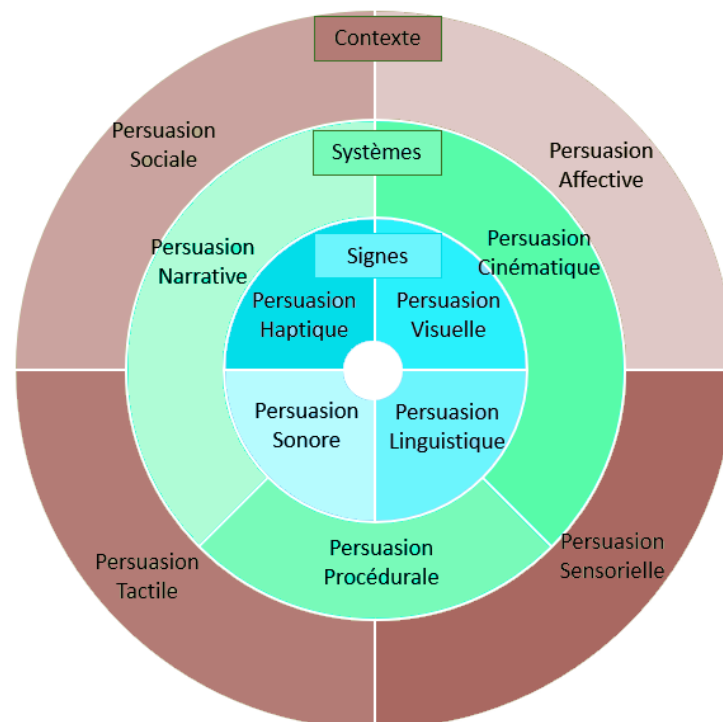 Contexte
Persuasion
Sociale
Persuasion
Affective
Systèmes
Persuasion
Narrative
Persuasion
Cinématique
Signes
Persuasion
Haptique
Persuasion
Visuelle
Persuasion
Sonore
Persuasion
Linguistique
Persuasion
Procédurale
Persuasion
Tactile
Persuasion
Sensorielle